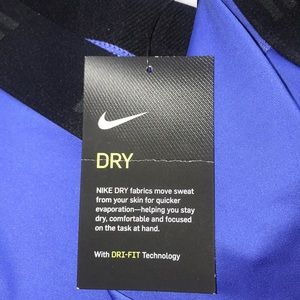 DRY
NIKE DRY fabrics move sweat
from your skin for quicker
evaporation—helping you stay
dry, comfortable and focused
on the task at hand.
With DRI-FIT Technology